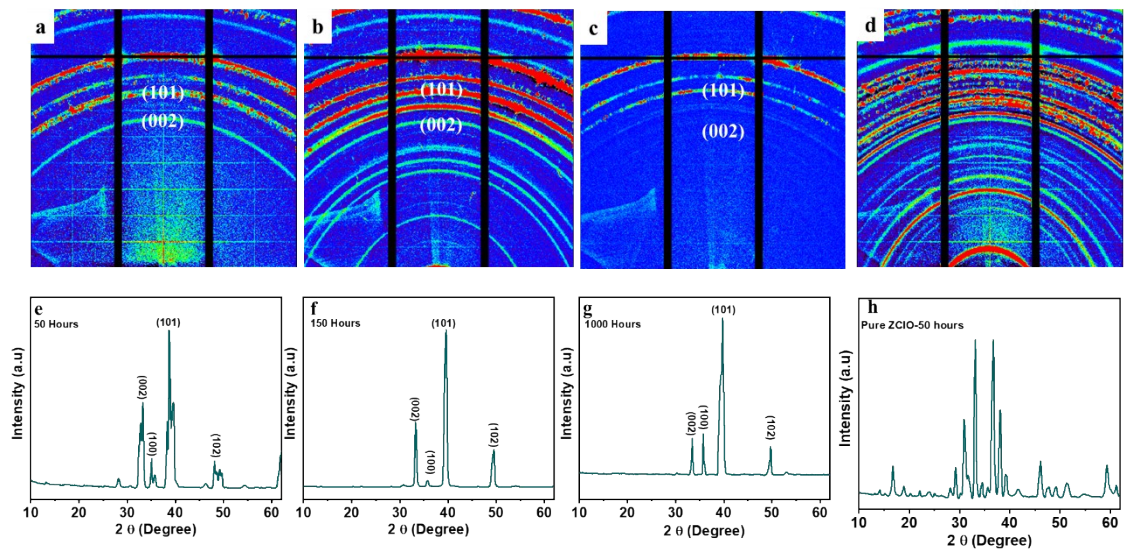 a
(101)
(002)
b
(101)
(002)
c
(101)
(002)
d
e
50 Hours
(002)
(100)
(101)
(102)
Intensity (a.u)
10 20 30 40 50 60
2 θ (Degree)
f
150 Hours
(002)
(100)
(101)
(102)
Intensity (a.u)
10 20 30 40 50 60
2 θ (Degree)
g
1000 Hours
(002)
(100)
(101)
(102)
Intensity (a.u)
10 20 30 40 50 60
2 θ (Degree)
h
Pure ZClO-50 hours
Intensity (a.u)
10 20 30 40 50 60
2 θ (Degree)